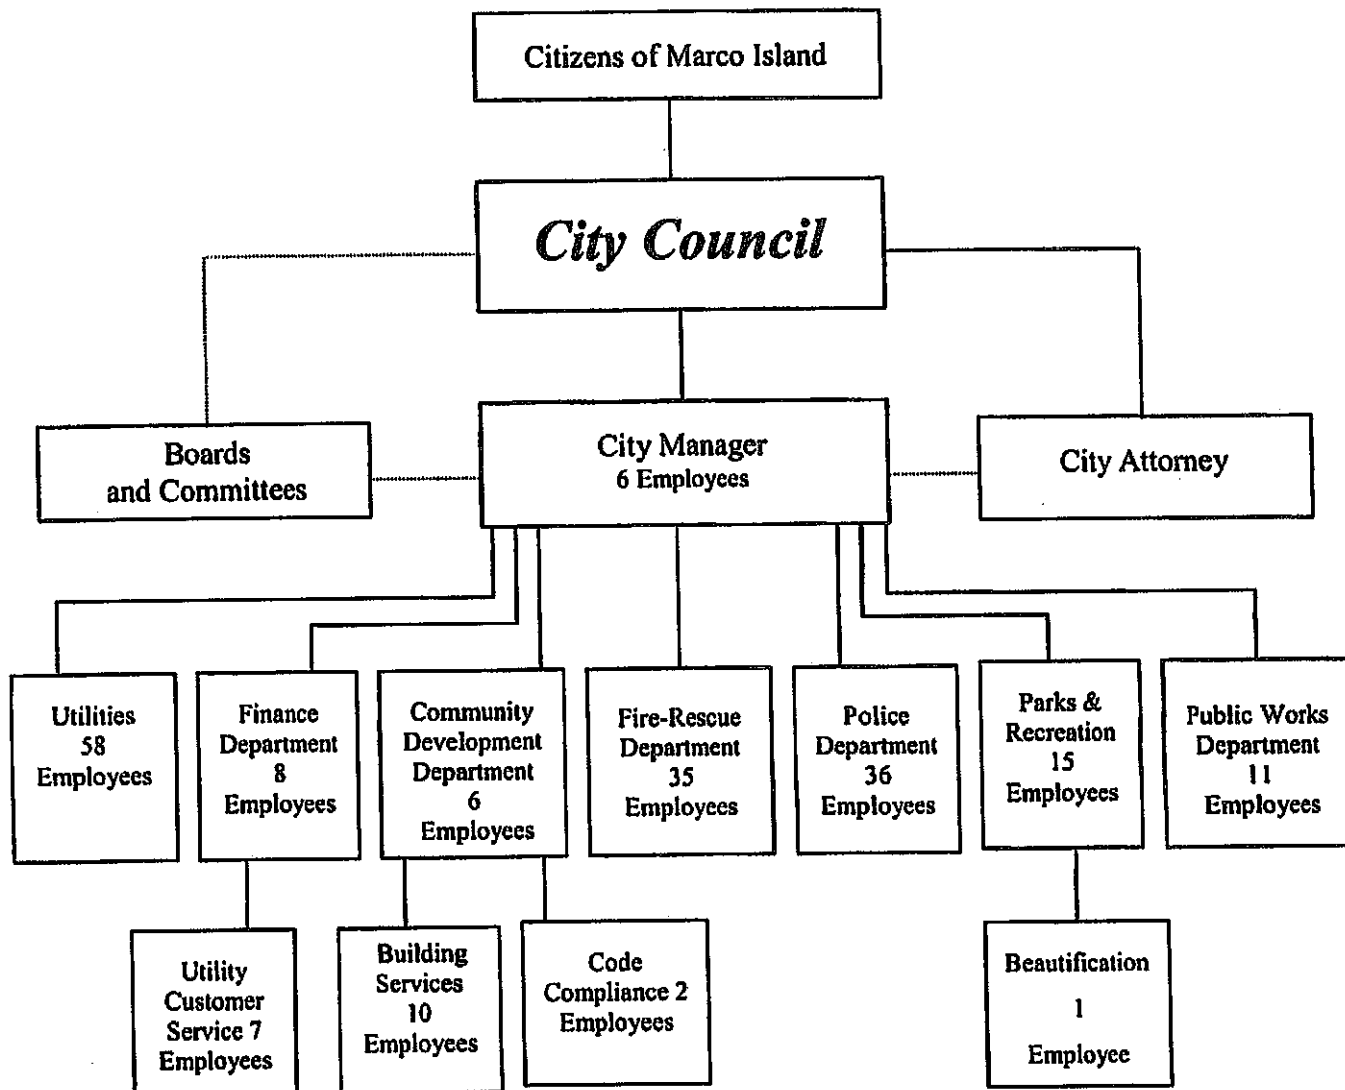 Citizens of Marco Island
City Council
Boards
and Committees
City Manager
6 Employees
City Attorney
Utilities
58
Employees
Finance
Department
8
Employees
Community
Development
Department
6
Employees
Fire-Rescue
Department
35
Employees
Police
Department
36
Employees
Parks &
Recreation
15
Employees
Public Works
Department
11
Employees
Utility
Customer
Service 7
Employees
Building
Services
10
Employees
Code
Compliance 2
Employees
Beautification
1
Employee